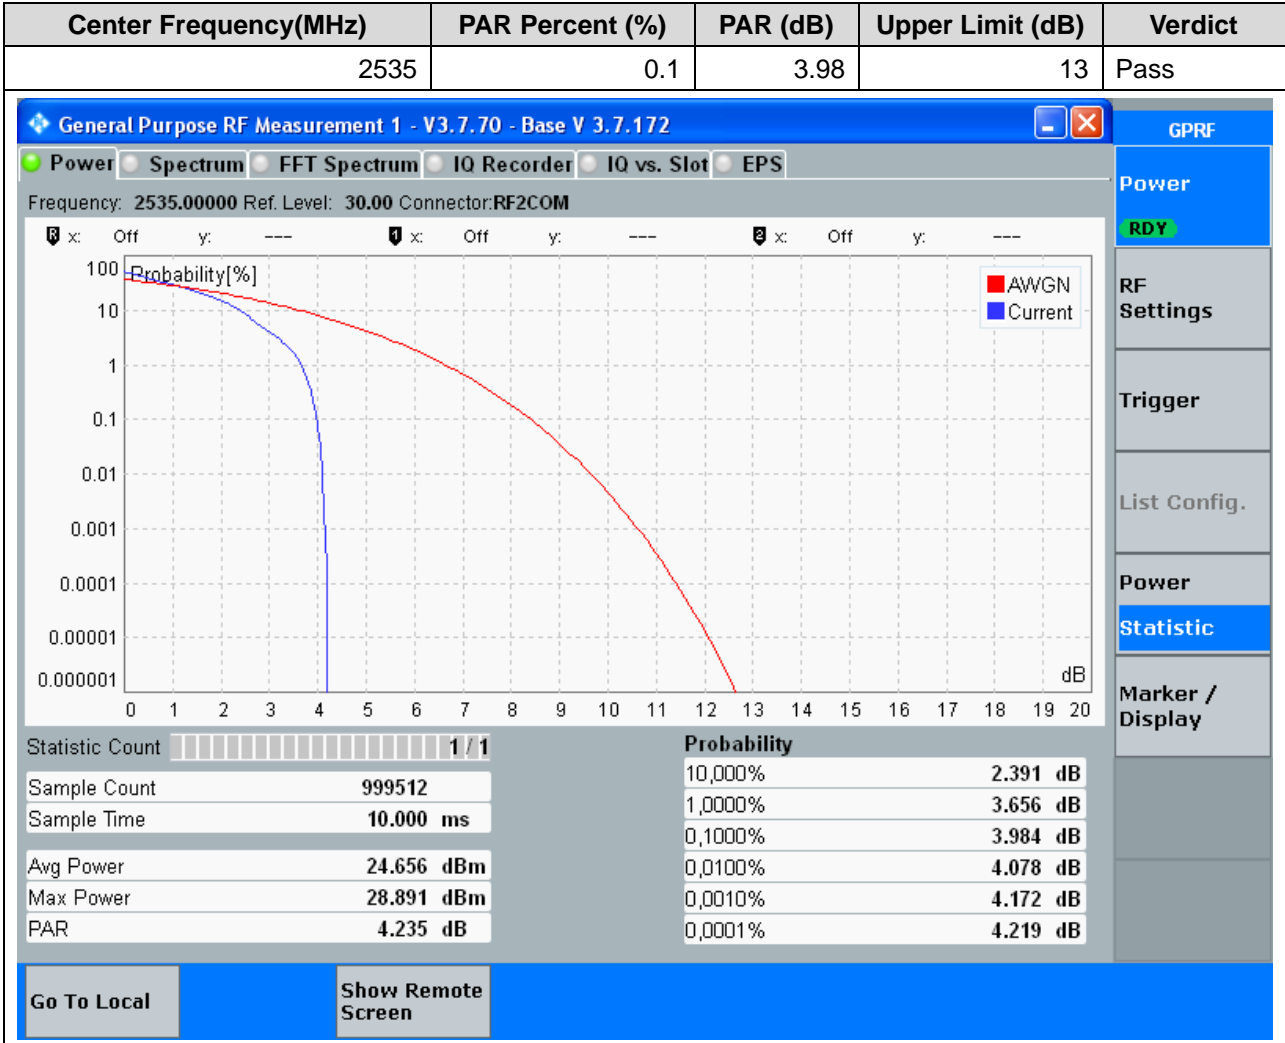 Center Frequency(MHz) PAR Percent (%) PAR (dB) Upper Limit (dB) Verdict
2535 0.1 3.98 13 Pass
General Purpose RF Measurement 1 - V3.7.70 - Base V 3.7.172
GPRF
Power Spectrum FFT Spectrum IQ Recorder IQ vs. Slot EPS
Power
RDY
Frequency: 2535.00000 Ref. Level: 30.00 Connector:RF2COM
R x: Off y: --- 1 x: Off y: --- 2 x: Off y: ---
Probability[%]
AWGN
Current
100
10
1
0.1
0.01
0.001
0.0001
0.00001
0.000001
dB
0 1 2 3 4 5 6 7 8 9 10 11 12 13 14 15 16 17 18 19 20
RF
Settings
Trigger
List Config.
Power
Statistic
Marker /
Display
Statistic Count 1 / 1
Sample Count 999512
Sample Time 10.000 ms
Avg Power 24.656 dBm
Max Power 28.891 dBm
PAR 4.235 dB
Probability
10,000% 2.391 dB
1,0000% 3.656 dB
0,1000% 3.984 dB
0,0100% 4.078 dB
0,0010% 4.172 dB
0,0001% 4.219 dB
Go To Local
Show Remote
Screen